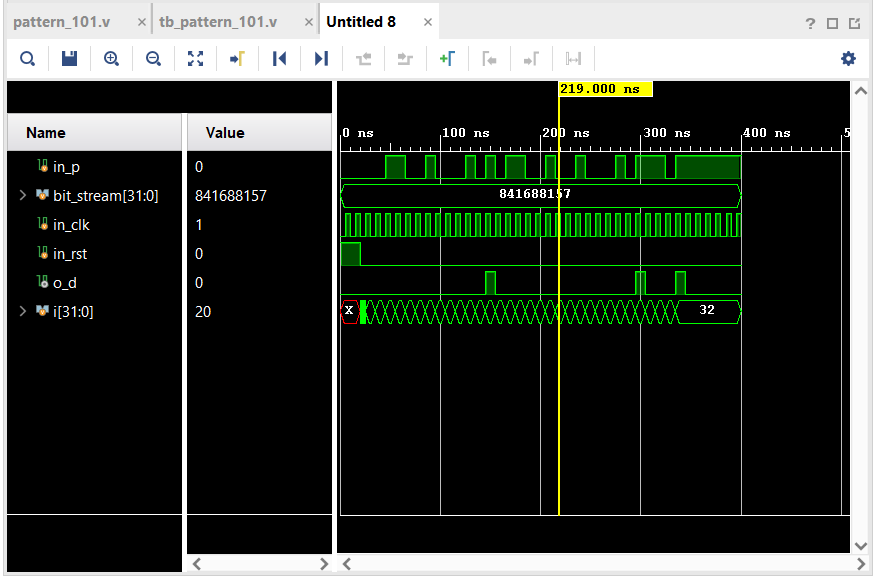 pattern_101.v × tb_pattern_101.v × Untitled 8 × ?
219.000 ns
Name Value 0 ns 100 ns 200 ns 300 ns 400 ns 5
in_p 0
bit_stream[31:0] 841688157 841688157
in_clk 1
in_rst 0
o_d 0
i[31:0] 20 X 32